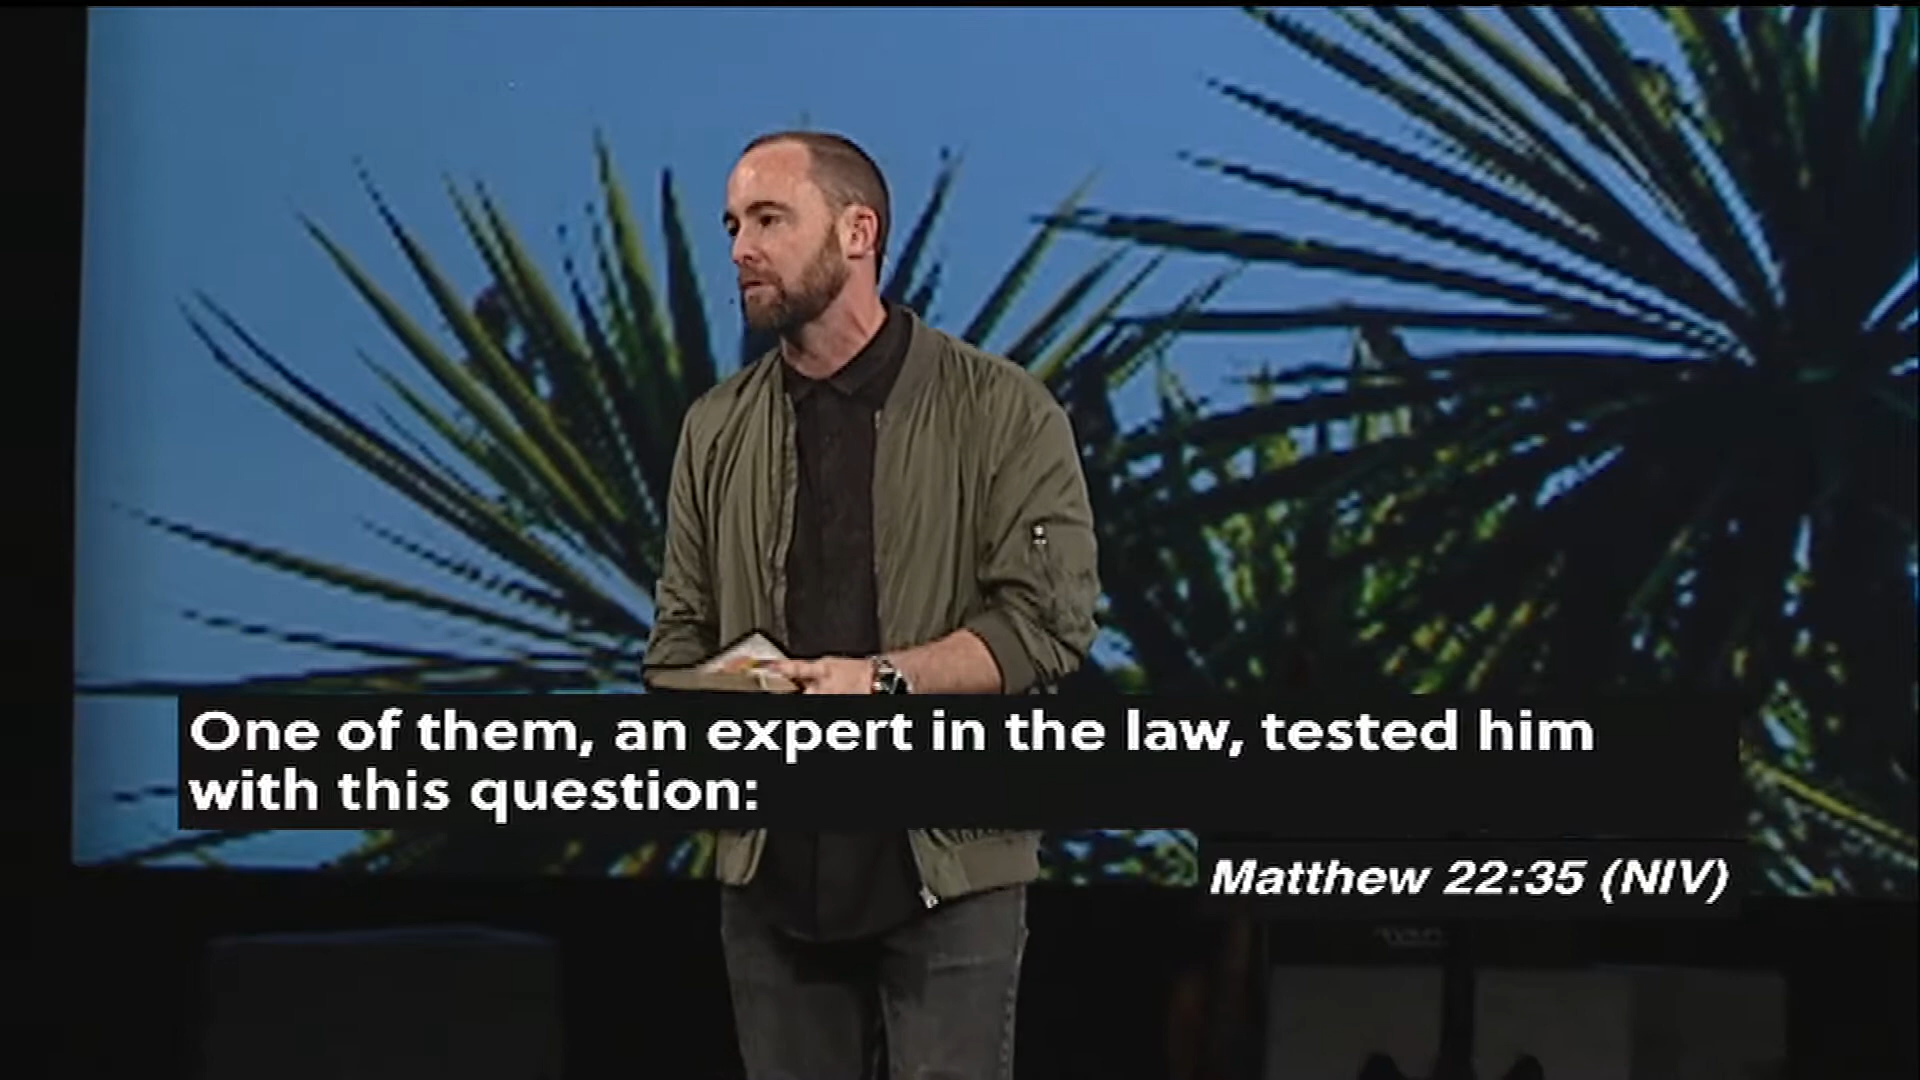 One of them, an expert in the law, tested him
with this question:
Matthew 22:35 (NIV)